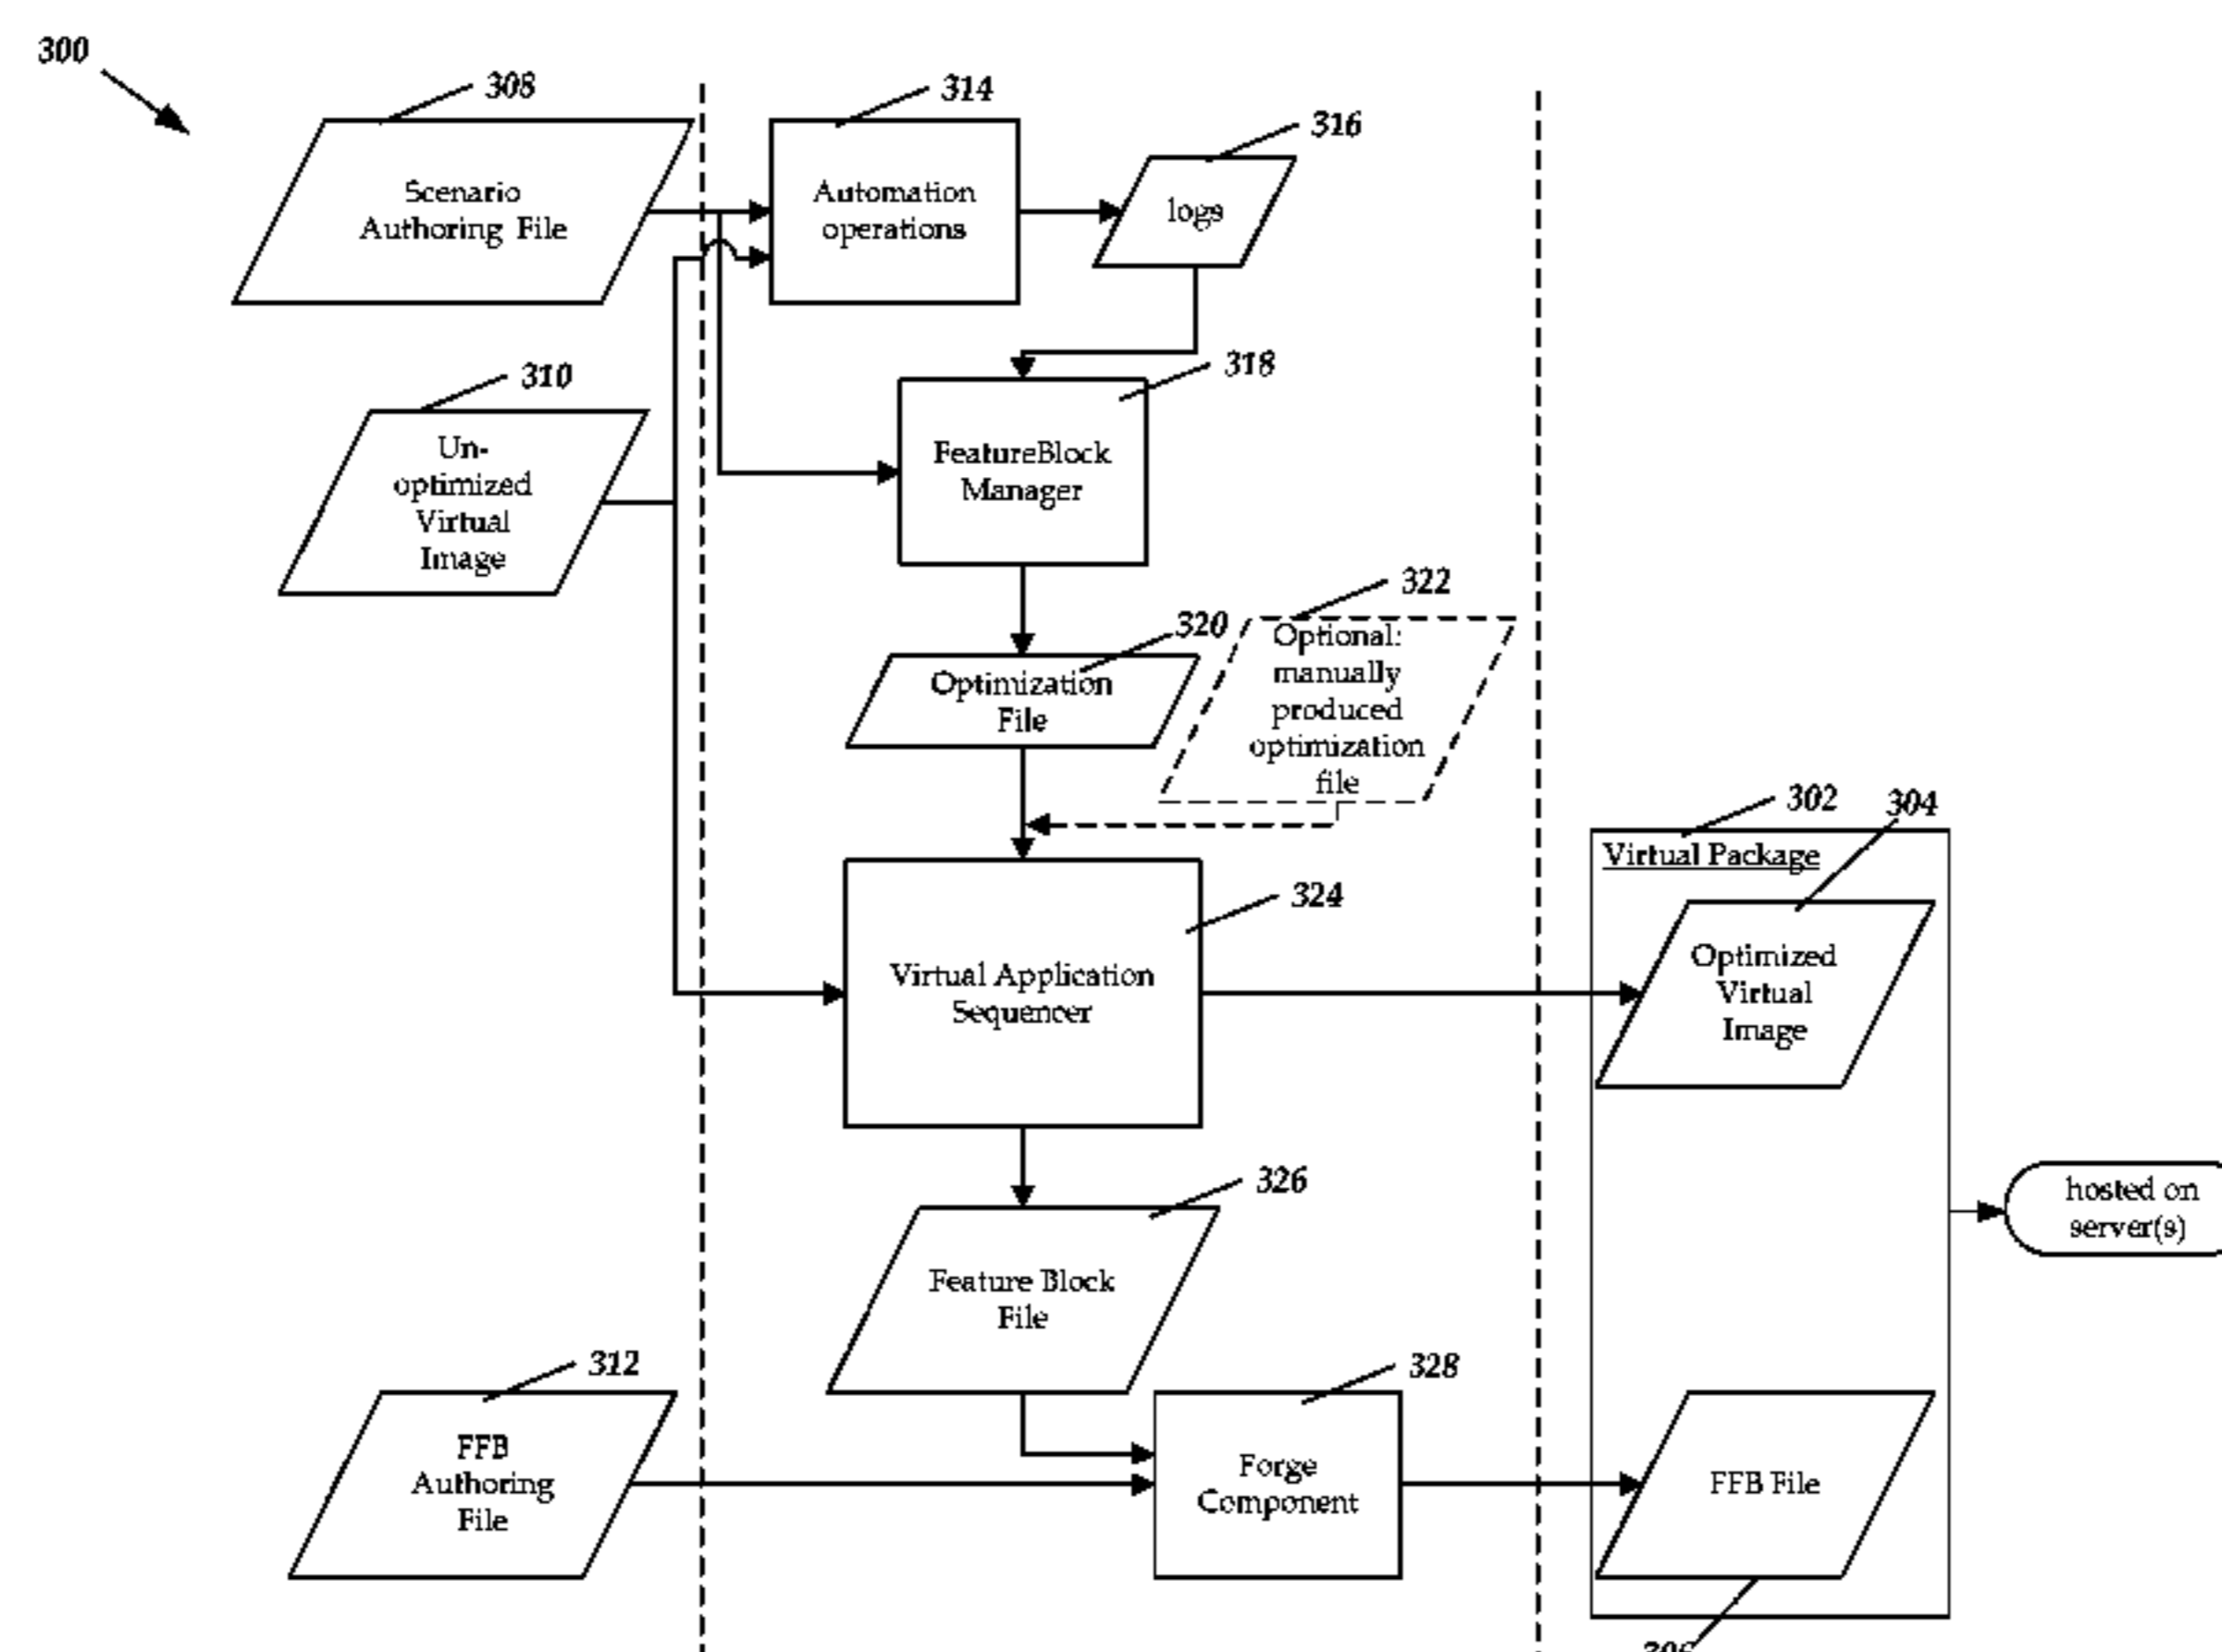 300
308
314
316
Scenario
Authoring File
Automation
operations
logs
310
318
Un-
optimized
Virtual
Image
FeatureBlock
Manager
322
320
Optional:
manually
produced
optimization
file
Optimization
File
302
304
Virtual Package
324
Virtual Application
Sequencer
Optimized
Virtual
Image
326
hosted on
server(s)
Feature Block
File
312
328
FFB
Authoring
File
Forge
Component
FFB File